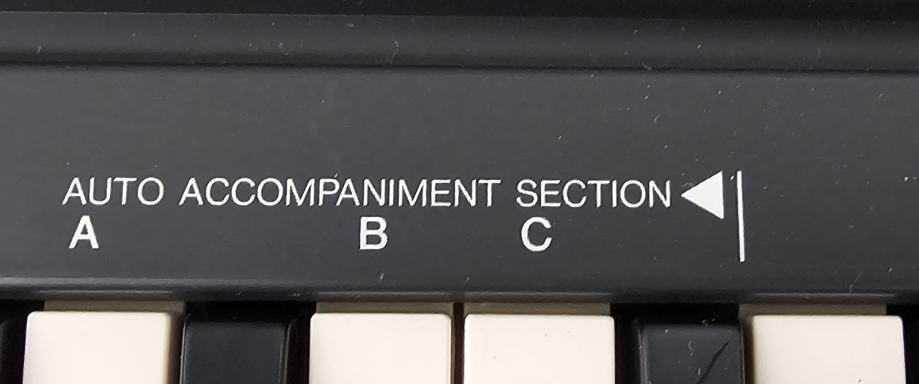 AUTO ACCOMPANIMENT SECTION
A B C